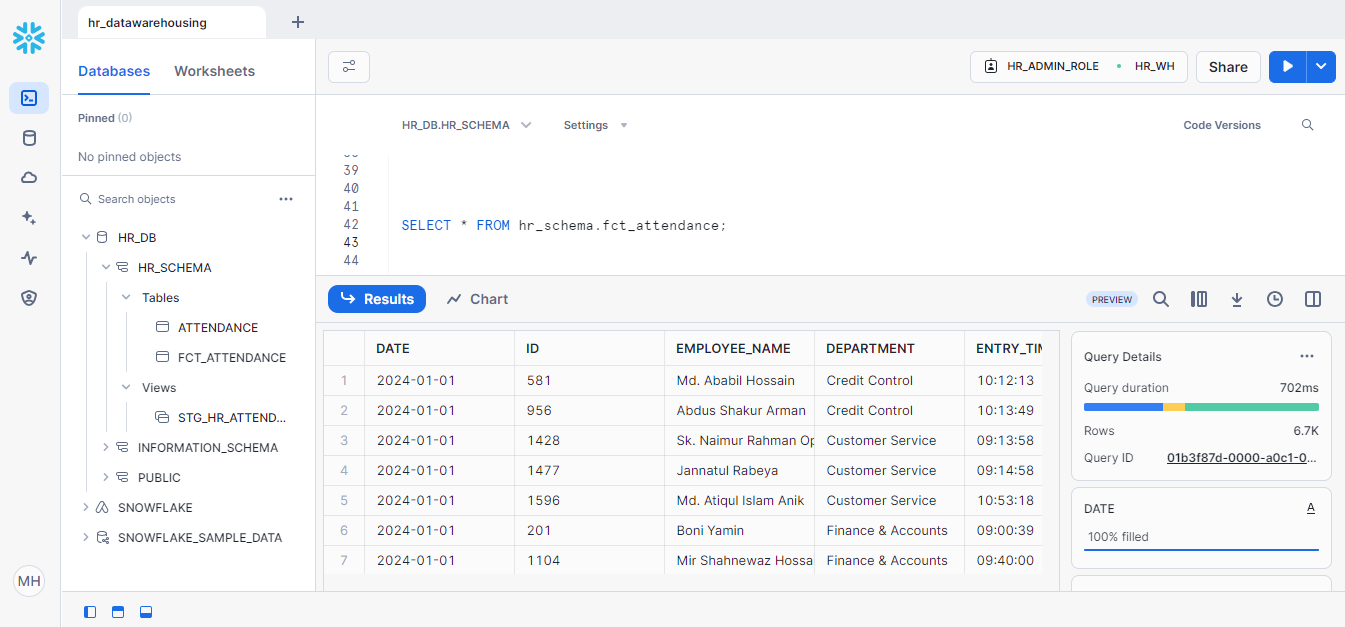 hr_datawarehousing
Databases
Worksheets
HR_ADMIN_ROLE
HR_WH
Share
Pinned (0)
No pinned objects
Search objects
HR_DB
HR_SCHEMA
Tables
ATTENDANCE
FCT_ATTENDANCE
Views
STG_HR_ATTEND...
INFORMATION_SCHEMA
PUBLIC
SNOWFLAKE
SNOWFLAKE_SAMPLE_DATA
MH
HR_DB.HR_SCHEMA
Settings
Code Versions
39
40
41
42 SELECT * FROM hr_schema.fct_attendance;
43
44
Results
Chart
PREVIEW
DATE ID EMPLOYEE_NAME DEPARTMENT ENTRY_TIM
1 2024-01-01 581 Md. Ababil Hossain Credit Control 10:12:13
2 2024-01-01 956 Abdus Shakur Arman Credit Control 10:13:49
3 2024-01-01 1428 Sk. Naimur Rahman Op Customer Service 09:13:58
4 2024-01-01 1477 Jannatul Rabeya Customer Service 09:14:58
5 2024-01-01 1596 Md. Atiqul Islam Anik Customer Service 10:53:18
6 2024-01-01 201 Boni Yamin Finance & Accounts 09:00:39
7 2024-01-01 1104 Mir Shahnewaz Hossa Finance & Accounts 09:40:00
Query Details
Query duration 702ms
Rows 6.7K
Query ID 01b3f87d-0000-a0c1-0...
DATE A
100% filled